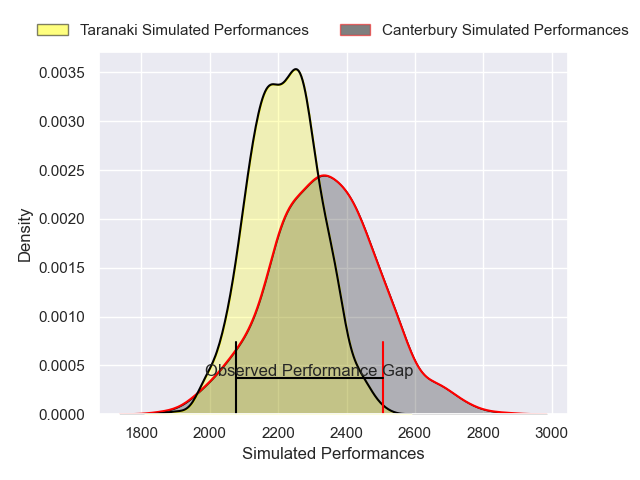 Taranaki Simulated Performances
Canterbury Simulated Performances
0.0035
0.0030
0.0025
0.0020
0.0015
0.0010
0.0005
0.0000
Density
Observed Performance Gap
1800 2000 2200 2400 2600 2800 3000
Simulated Performances